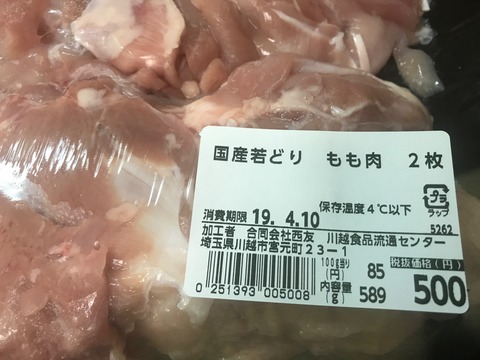 国産若どり もも肉 2枚
プラ
ラップ
消費期限 19. 4.10 保存温度4℃以下
5262
加工者 合同会社西友 川越食品流通センター
埼玉県川越市富元町23-1
100g当り(円) 85
税抜価格(円)
内容量(g) 589
500
0 251393 005008